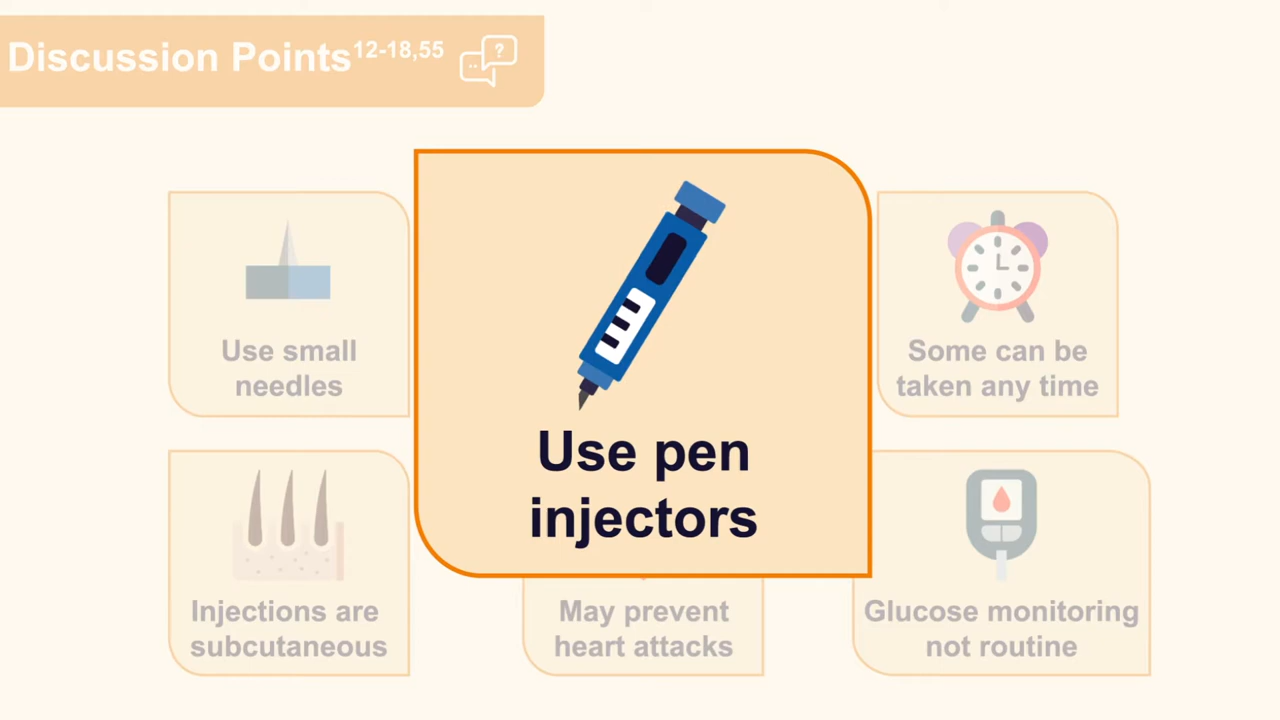 Discussion Points12-18,55
?
Use small
needles
Use pen
injectors
Some can be
taken any time
Injections are
subcutaneous
May prevent
heart attacks
Glucose monitoring
not routine